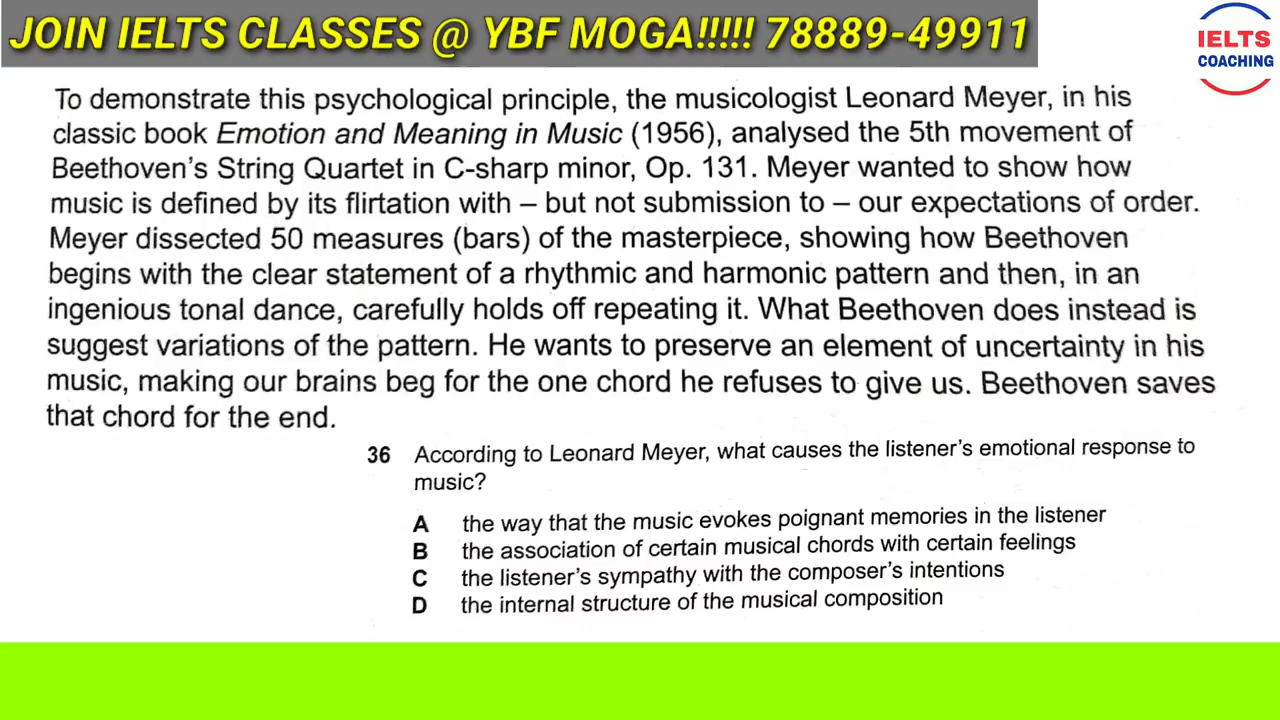 JOIN IELTS CLASSES @ YBF MOGA!!!!! 78889-49911
IELTS
COACHING
To demonstrate this psychological principle, the musicologist Leonard Meyer, in his
classic book Emotion and Meaning in Music (1956), analysed the 5th movement of
Beethoven's String Quartet in C-sharp minor, Op. 131. Meyer wanted to show how
music is defined by its flirtation with – but not submission to – our expectations of order.
Meyer dissected 50 measures (bars) of the masterpiece, showing how Beethoven
begins with the clear statement of a rhythmic and harmonic pattern and then, in an
ingenious tonal dance, carefully holds off repeating it. What Beethoven does instead is
suggest variations of the pattern. He wants to preserve an element of uncertainty in his
music, making our brains beg for the one chord he refuses to give us. Beethoven saves
that chord for the end.
36 According to Leonard Meyer, what causes the listener's emotional response to
music?
A the way that the music evokes poignant memories in the listener
B the association of certain musical chords with certain feelings
C the listener's sympathy with the composer's intentions
D the internal structure of the musical composition